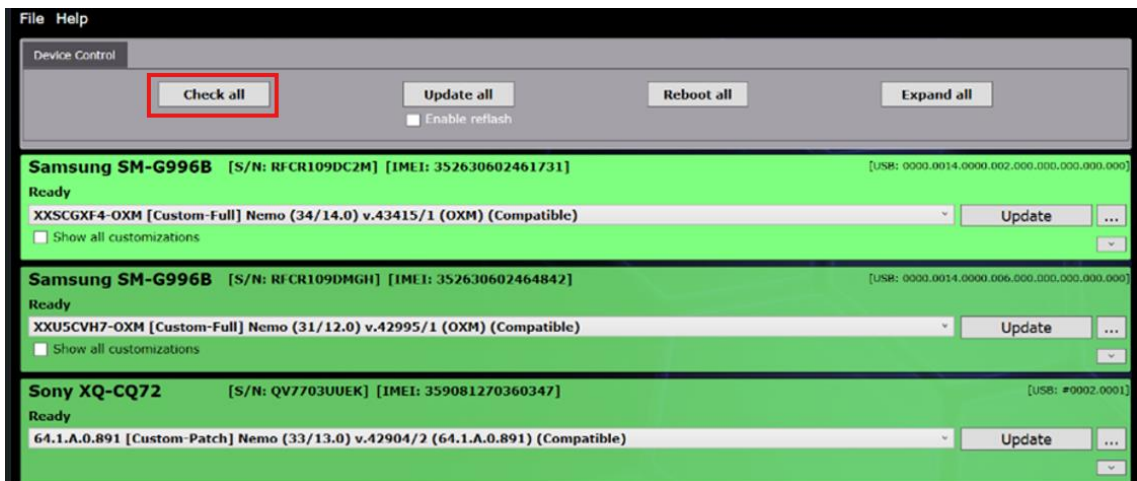 File Help
Device Control
Check all Update all Reboot all Expand all
Enable reflash
Samsung SM-G996B [S/N: RFCR109DC2M] [IMEI: 352630602461731] [USB: 0000.0014.0000.002.000.000.000.000.000]
Ready
XXSCGXF4-OXM [Custom-Full] Nemo (34/14.0) v.43415/1 (OXM) (Compatible) Update ...
Show all customizations
Samsung SM-G996B [S/N: RFCR109DMGH] [IMEI: 352630602464842] [USB: 0000.0014.0000.006.000.000.000.000.000]
Ready
XXU5CVH7-OXM [Custom-Full] Nemo (31/12.0) v.42995/1 (OXM) (Compatible) Update ...
Show all customizations
Sony XQ-CQ72 [S/N: QV7703UUEK] [IMEI: 359081270360347] [USB: #0002.0001]
Ready
64.1.A.0.891 [Custom-Patch] Nemo (33/13.0) v.42904/2 (64.1.A.0.891) (Compatible) Update ...